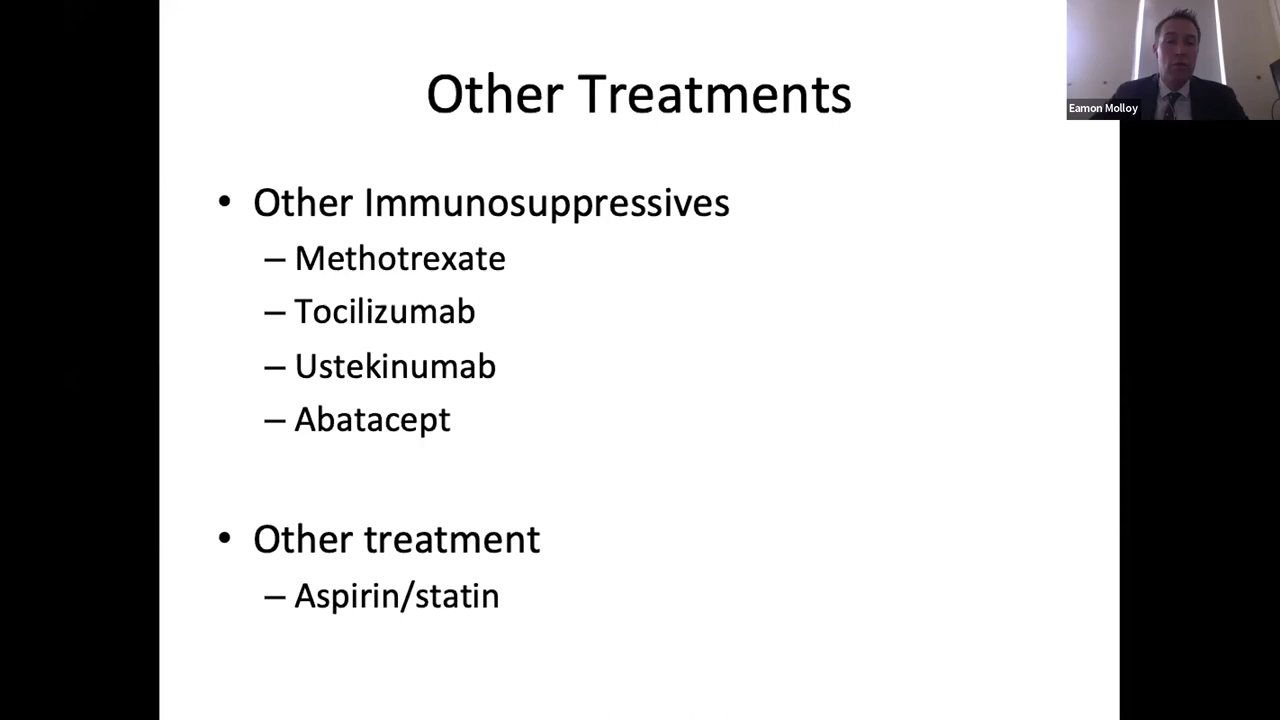 Other Treatments
Eamon Molloy
• Other Immunosuppressives
– Methotrexate
– Tocilizumab
– Ustekinumab
– Abatacept
• Other treatment
– Aspirin/statin